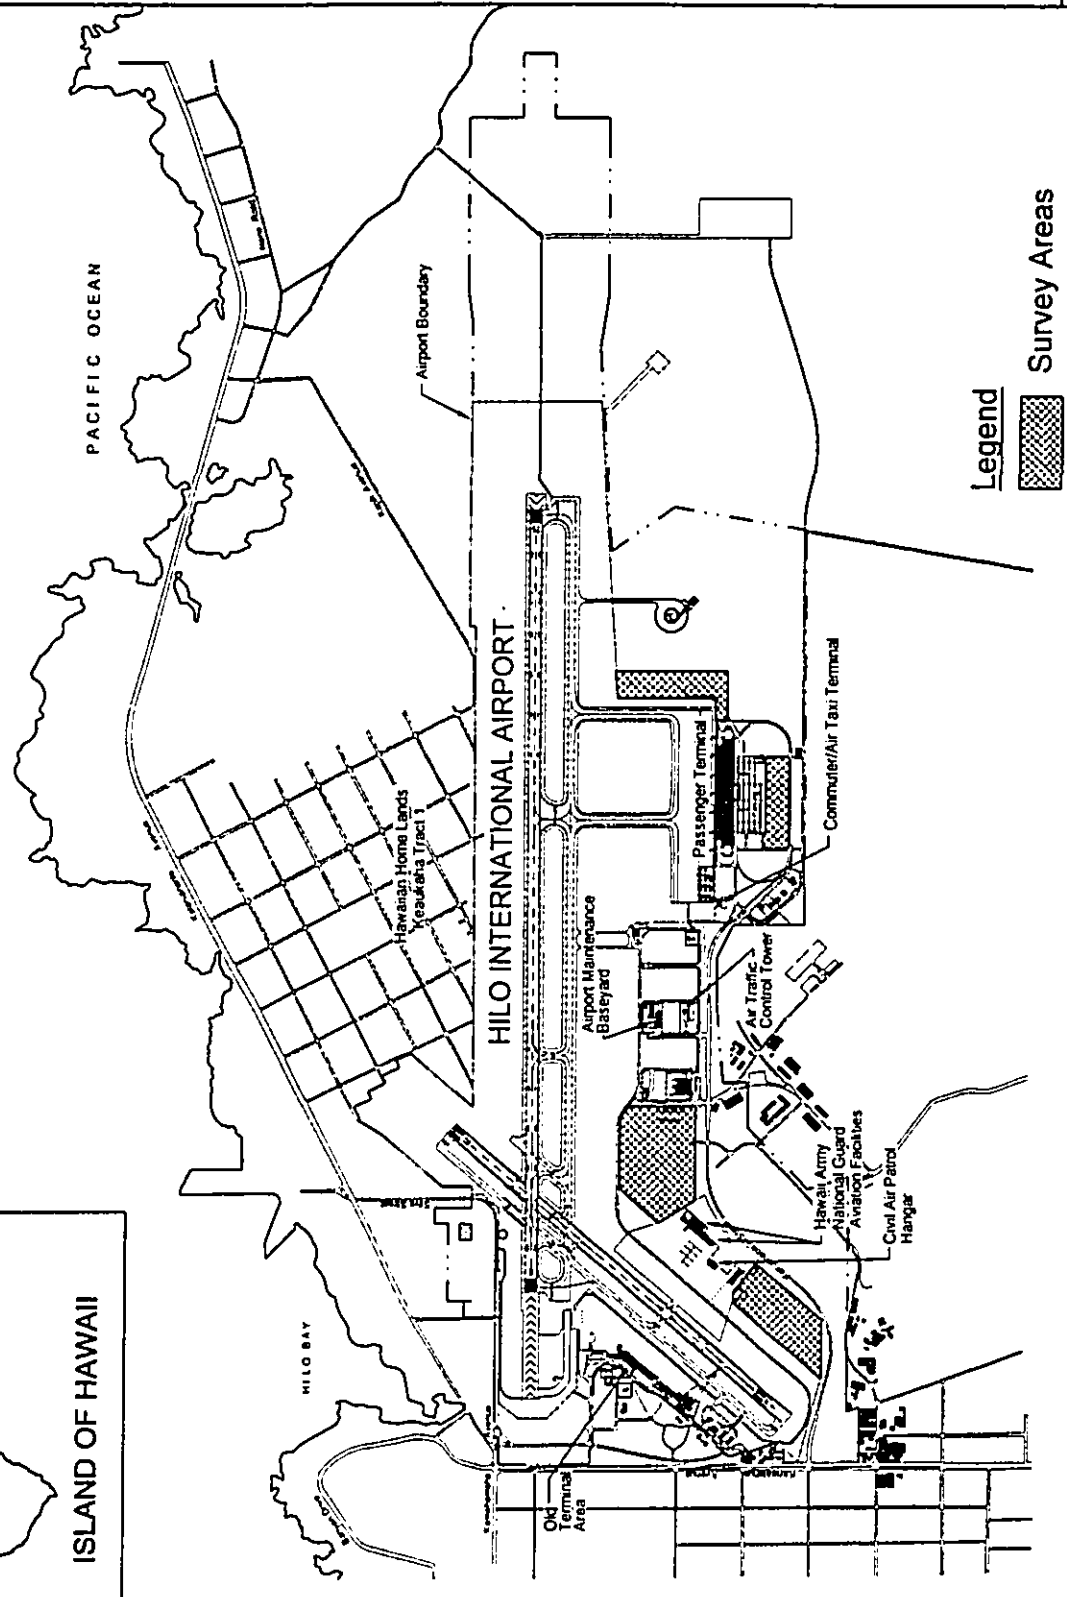 PACIFIC OCEAN
Airport Boundary
HILO INTERNATIONAL AIRPORT
Hawaiian Home Lands
Keaukaha Tract 1
Passenger Terminal
Commuter/Air Taxi Terminal
Airport Maintenance
Baseyard
Air Traffic
Control Tower
Hawaii Army
National Guard
Aviation Facilities
Civil Air Patrol
Hangar
Old
Terminal
Area
HILO BAY
ISLAND OF HAWAII
Legend
Survey Areas